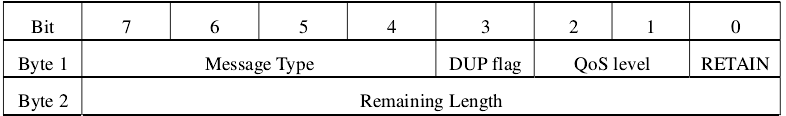 Bit 7 6 5 4 3 2 1 0
Byte 1 Message Type DUP flag QoS level RETAIN
Byte 2 Remaining Length